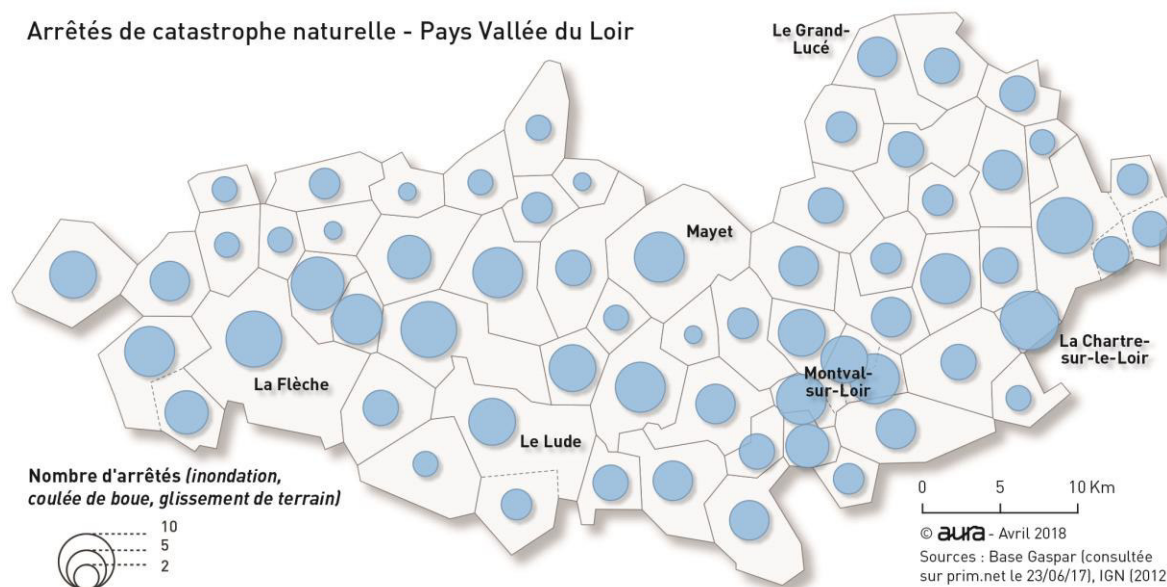 Arrêtés de catastrophe naturelle - Pays Vallée du Loir
Le Grand-
Lucé
Mayet
La Flèche
Le Lude
Montval-
sur-Loir
La Chartre-
sur-le-Loir
Nombre d'arrêtés (inondation,
coulée de boue, glissement de terrain)
10
5
2
0 5 10 Km
© aura - Avril 2018
Sources : Base Gaspar (consultée
sur prim.net le 23/06/17), IGN (2012